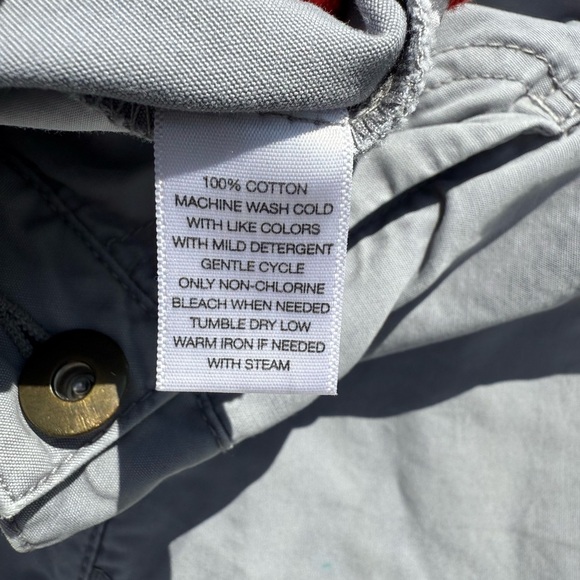 100% COTTON
MACHINE WASH COLD
WITH LIKE COLORS
WITH MILD DETERGENT
GENTLE CYCLE
ONLY NON-CHLORINE
BLEACH WHEN NEEDED
TUMBLE DRY LOW
WARM IRON IF NEEDED
WITH STEAM